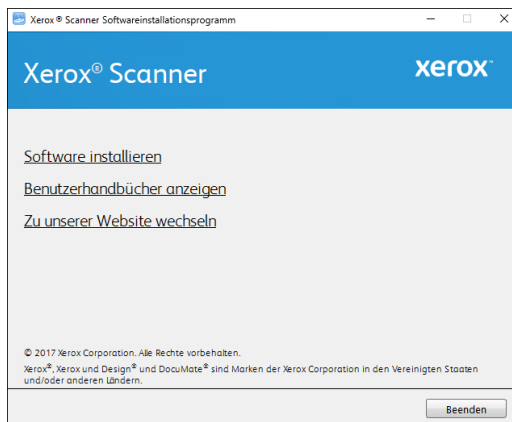 Xerox® Scanner Softwareinstallationsprogramm
Xerox® Scanner
xerox™
Software installieren
Benutzerhandbücher anzeigen
Zu unserer Website wechseln
© 2017 Xerox Corporation. Alle Rechte vorbehalten.
Xerox®, Xerox und Design® und DocuMate® sind Marken der Xerox Corporation in den Vereinigten Staaten
und/oder anderen Ländern.
Beenden